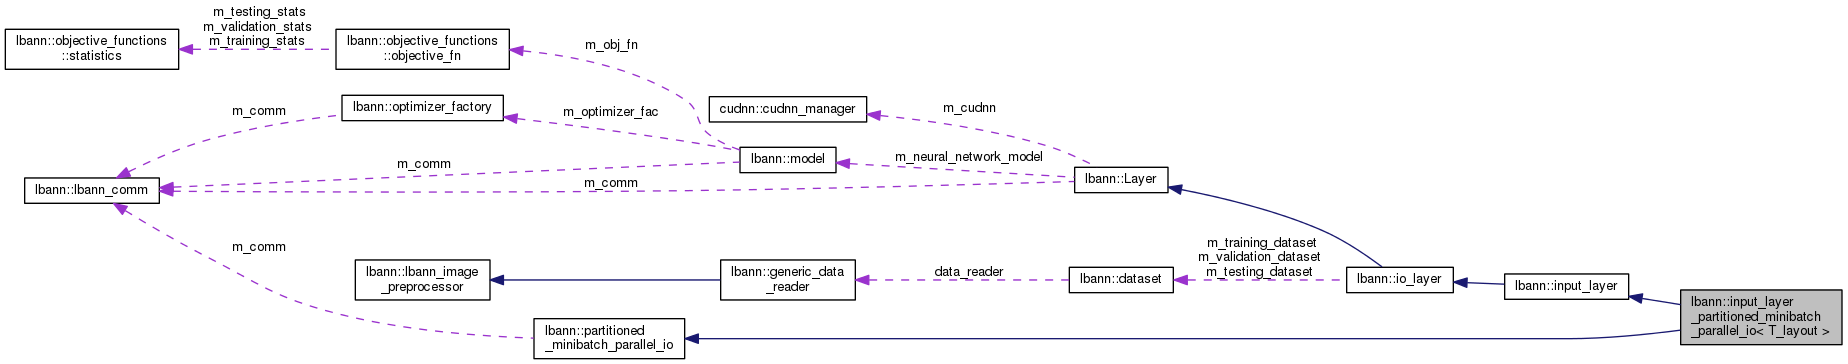 m_testing_stats
m_validation_stats
m_training_stats
lbann::objective_functions
::statistics
lbann::objective_functions
::objective_fn
m_obj_fn
m_comm
lbann::optimizer_factory
m_optimizer_fac
cudnn::cudnn_manager
m_cudnn
m_comm
lbann::model
m_neural_network_model
lbann::lbann_comm
m_comm
lbann::Layer
m_comm
lbann::lbann_image
_preprocessor
lbann::generic_data
_reader
data_reader
lbann::dataset
m_training_dataset
m_validation_dataset
m_testing_dataset
lbann::io_layer
lbann::input_layer
lbann::input_layer
_partitioned_minibatch
_parallel_io< T_layout >
lbann::partitioned
_minibatch_parallel_io